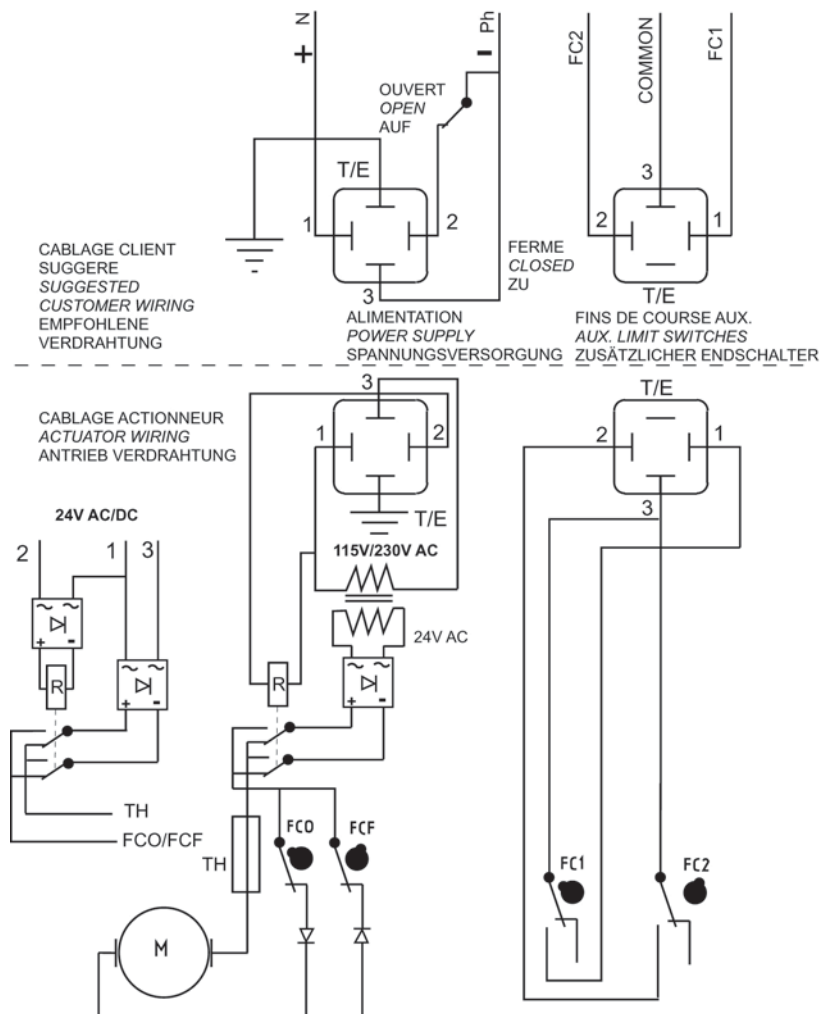 N
+
Ph
-
FC2
COMMON
FC1
OUVERT
OPEN
AUF
T/E
1
2
3
3
2
1
T/E
CABLAGE CLIENT
SUGGERE
SUGGESTED
CUSTOMER WIRING
EMPFOHLENE
VERDRAHTUNG
FERME
CLOSED
ZU
ALIMENTATION
POWER SUPPLY
SPANNUNGSVERSORGUNG
FINS DE COURSE AUX.
AUX. LIMIT SWITCHES
ZUSÄTZLICHER ENDSCHALTER
CABLAGE ACTIONNEUR
ACTUATOR WIRING
ANTRIEB VERDRAHTUNG
3
1
2
T/E
T/E
2
1
3
24V AC/DC
2
1
3
115V/230V AC
24V AC
~
~
+
-
R
~
~
+
-
R
~
~
+
-
TH
FCO/FCF
TH
FCO
FCF
M
FC1
FC2